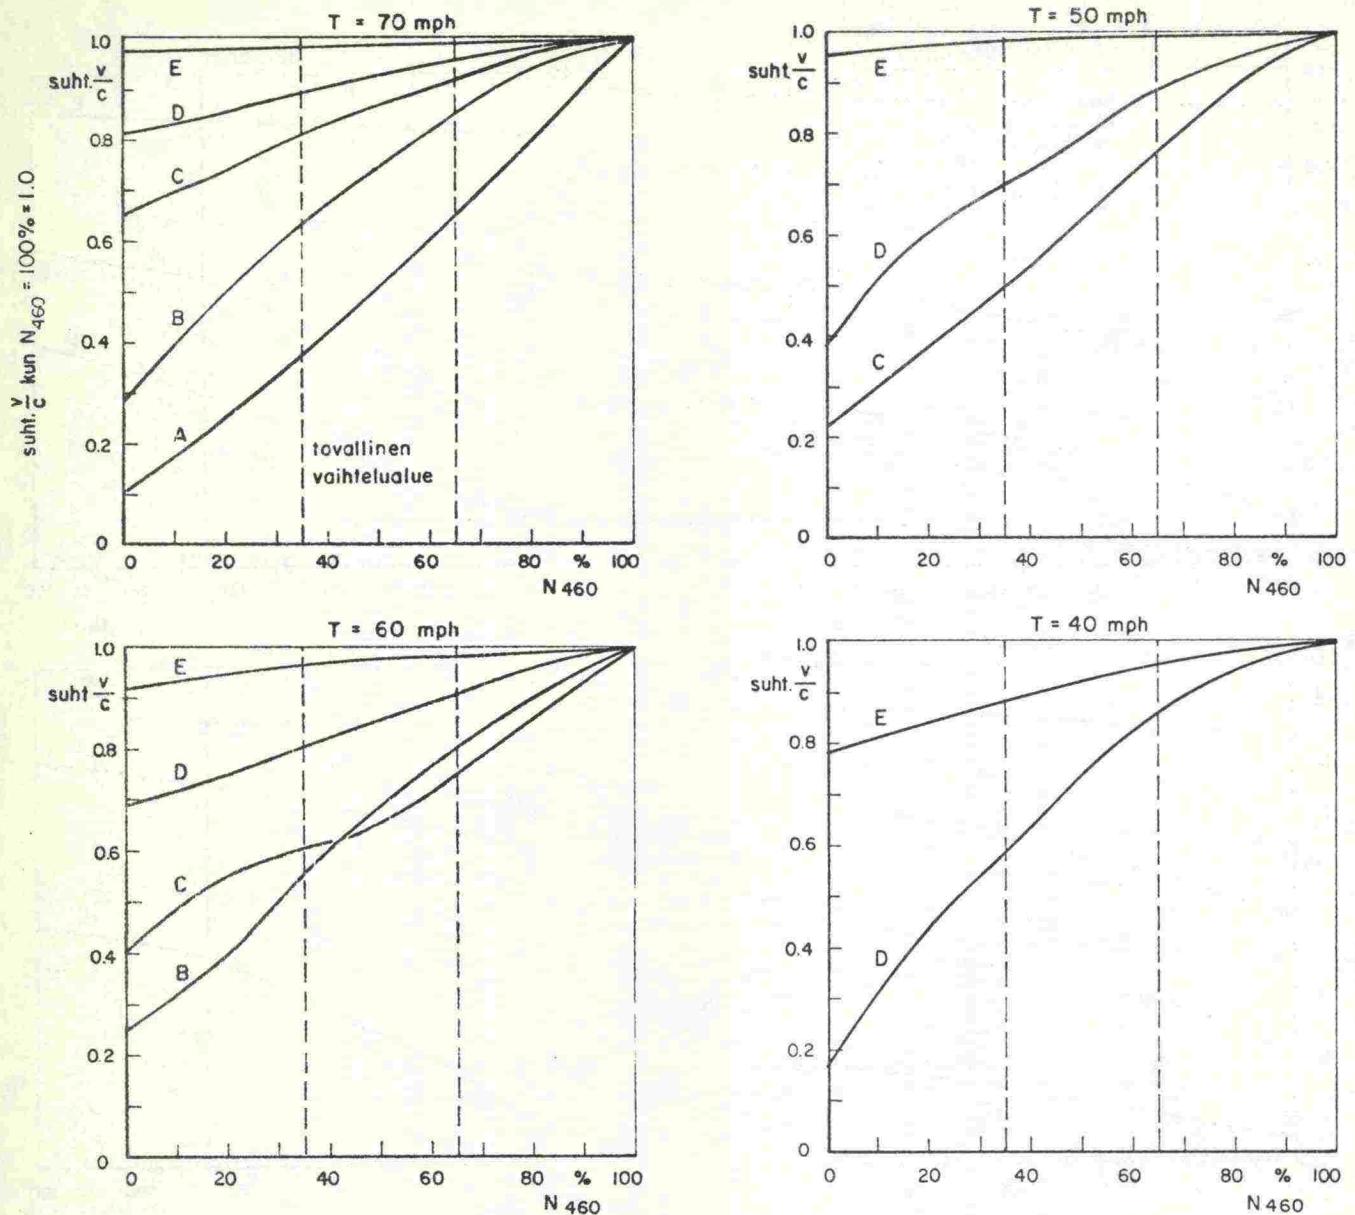 T = 70 mph
1.0
suht. v/c
E
D
0.8
C
0.6
B
0.4
A
0.2
tavallinen
vaihtelualue
0
0 20 40 60 80 % 100
N 460
suht. v/c kun N460 = 100% = 1.0
T = 50 mph
1.0
suht. v/c
E
0.8
0.6
D
0.4
C
0.2
0
0 20 40 60 80 % 100
N 460
T = 60 mph
1.0
E
suht v/c
0.8
D
0.6
C
0.4
B
0.2
0
0 20 40 60 80 % 100
N 460
T = 40 mph
1.0
suht. v/c
E
0.8
0.6
0.4
D
0.2
0
0 20 40 60 80 % 100
N 460